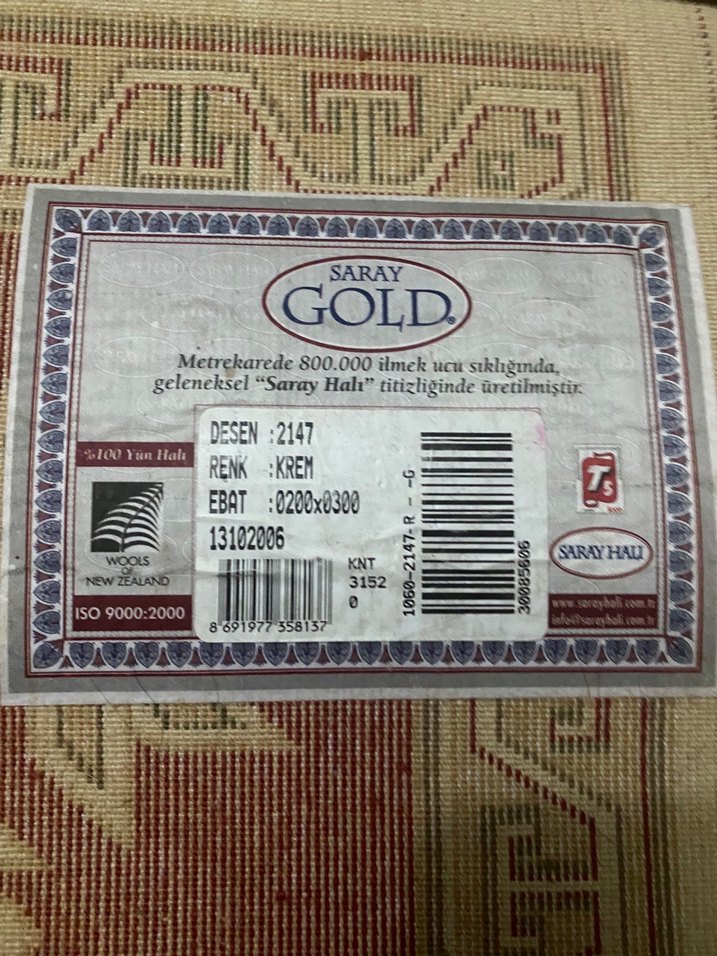 SARAY
GOLD®
Metrekarede 800.000 ilmek ucu sıklığında,
geleneksel “Saray Halı” titizliğinde üretilmiştir.
%100 Yün Halı
WOOLS
OF
NEW ZEALAND
ISO 9000:2000
DESEN :2147
RENK :KREM
EBAT :0200x0300
13102006
8 691977 358137
KNT
3152
0
1060-2147-R - -G
30085606
TS
SARAY HALI
www.sarayhali.com.tr
info@sarayhali.com.tr